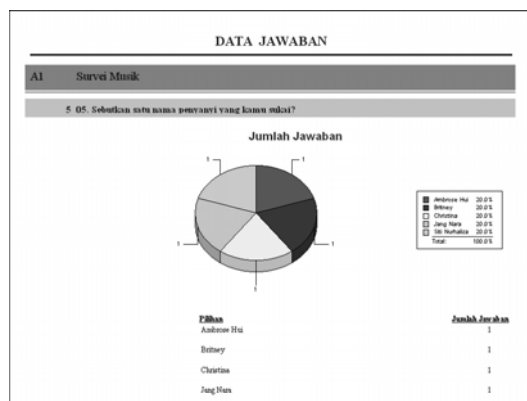 DATA JAWABAN
A1 Survei Musik
5 05. Sebutkan satu nama penyanyi yang kamu sukai?
Jumlah Jawaban
1 1
1 1
1
Ambrose Hui 20.0%
Britney 20.0%
Christina 20.0%
Jang Nara 20.0%
Siti Nurhaliza 20.0%
Total: 100.0%
Pilihan Jumlah Jawaban
Ambrose Hui 1
Britney 1
Christina 1
Jang Nara 1